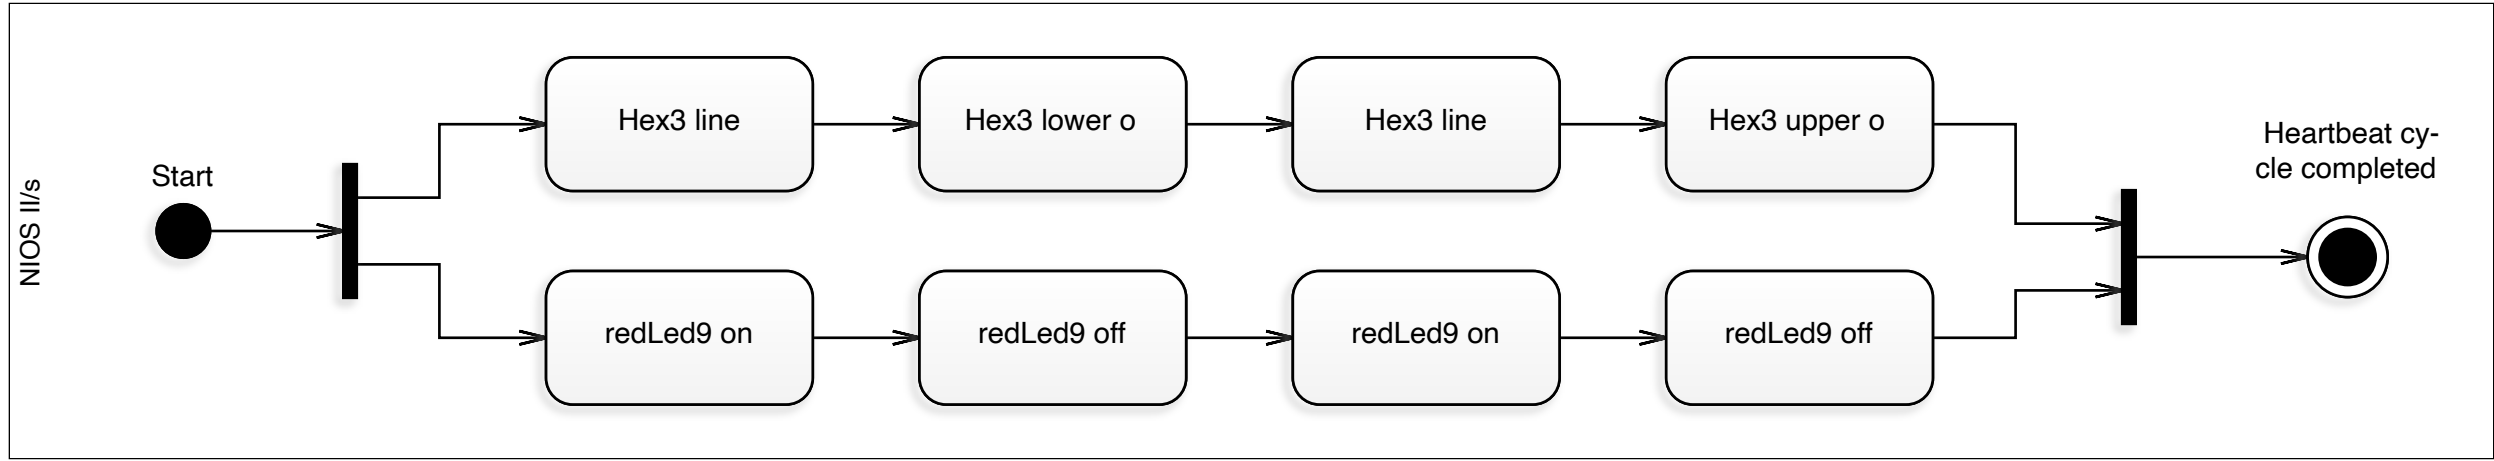 NIOS II/s
Start
Hex3 line
Hex3 lower o
Hex3 line
Hex3 upper o
redLed9 on
redLed9 off
redLed9 on
redLed9 off
Heartbeat cy-
cle completed